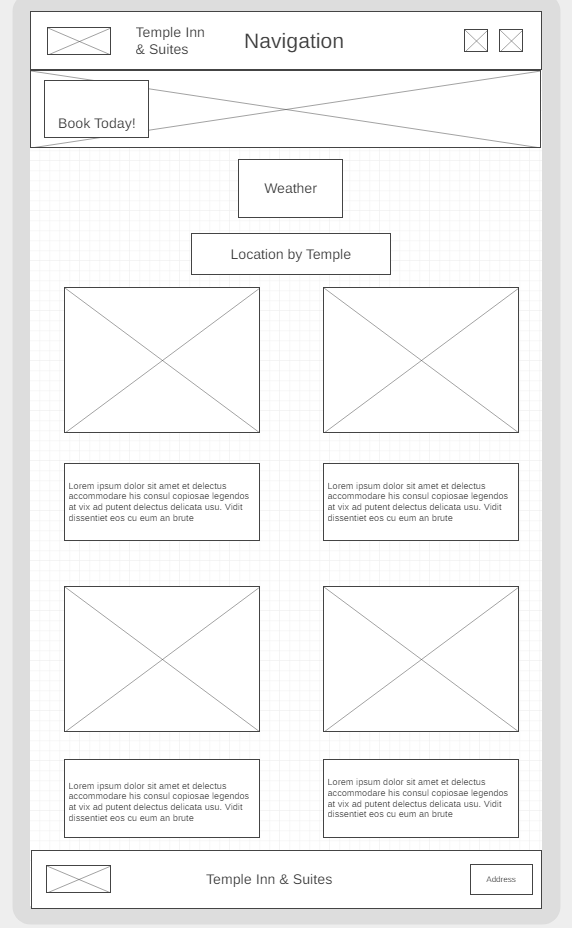 Temple Inn
& Suites
Navigation
Book Today!
Weather
Location by Temple
Lorem ipsum dolor sit amet et delectus
accommodare his consul copiosae legendos
at vix ad putent delectus delicata usu. Vidit
dissentiet eos cu eum an brute
Lorem ipsum dolor sit amet et delectus
accommodare his consul copiosae legendos
at vix ad putent delectus delicata usu. Vidit
dissentiet eos cu eum an brute
Lorem ipsum dolor sit amet et delectus
accommodare his consul copiosae legendos
at vix ad putent delectus delicata usu. Vidit
dissentiet eos cu eum an brute
Lorem ipsum dolor sit amet et delectus
accommodare his consul copiosae legendos
at vix ad putent delectus delicata usu. Vidit
dissentiet eos cu eum an brute
Temple Inn & Suites
Address